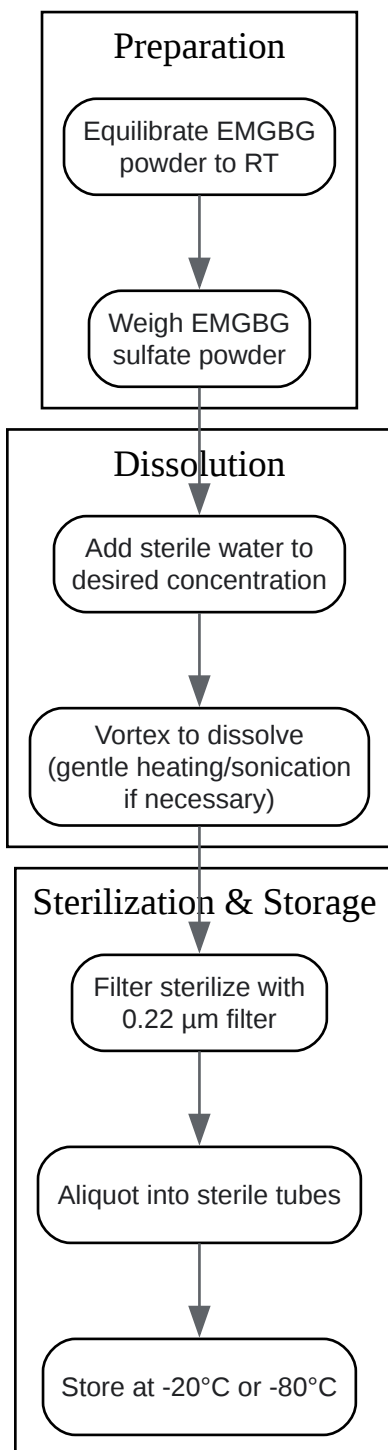 Preparation
Equilibrate EMGBG
powder to RT
Weigh EMGBG
sulfate powder
Dissolution
Add sterile water to
desired concentration
Vortex to dissolve
(gentle heating/sonication
if necessary)
Sterilization & Storage
Filter sterilize with
0.22 µm filter
Aliquot into sterile tubes
Store at -20°C or -80°C